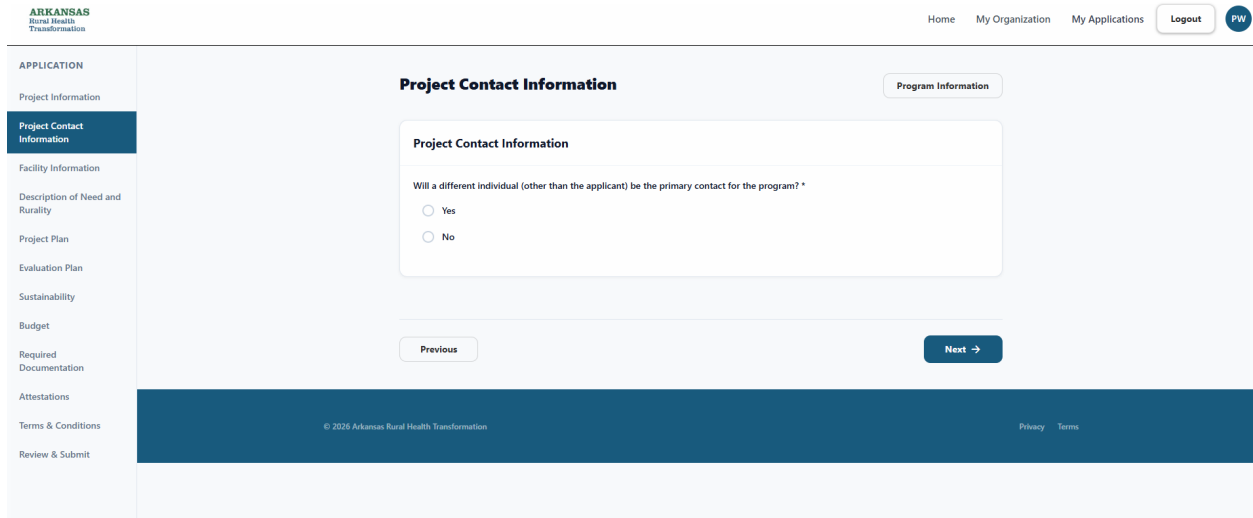 ARKANSAS
Rural Health
Transformation
Home
My Organization
My Applications
Logout
PW
APPLICATION
Project Information
Project Contact
Information
Facility Information
Description of Need and
Rurality
Project Plan
Evaluation Plan
Sustainability
Budget
Required
Documentation
Attestations
Terms & Conditions
Review & Submit
Project Contact Information
Program Information
Project Contact Information
Will a different individual (other than the applicant) be the primary contact for the program? *
Yes
No
Previous
Next →
© 2026 Arkansas Rural Health Transformation
Privacy
Terms